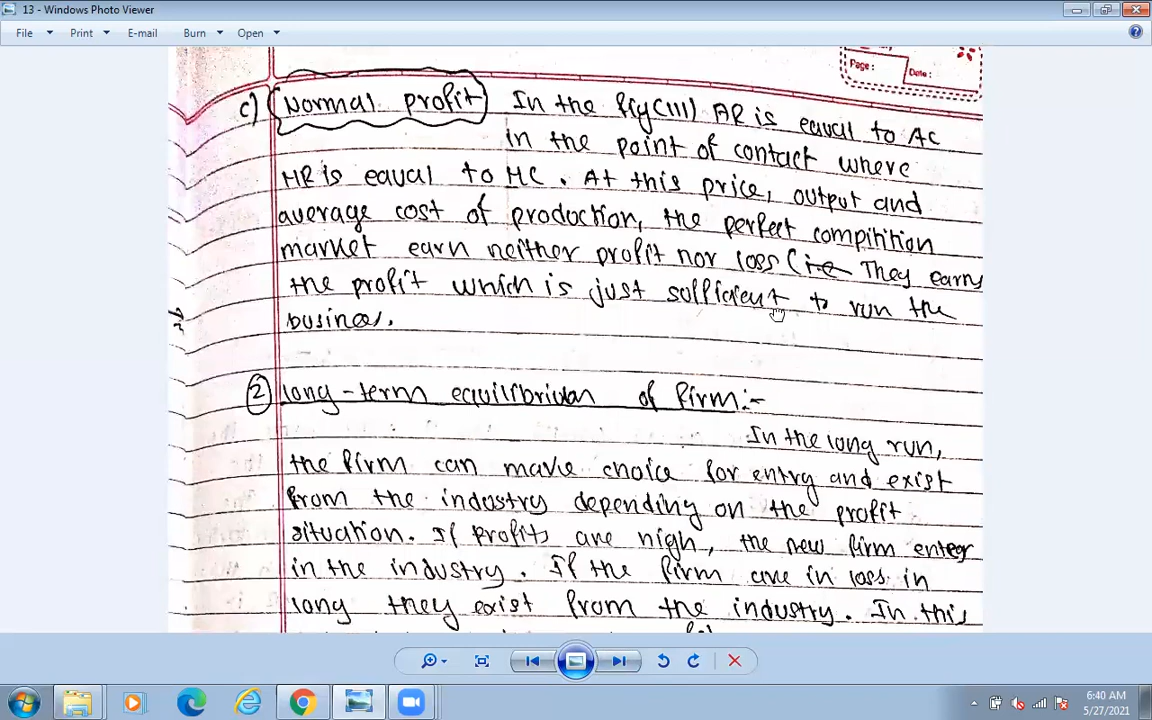 13 - Windows Photo Viewer
File Print E-mail Burn Open
Page: Date:
c) Normal profit In the fig(III) AR is equal to AC
in the point of contact where
MR is equal to MC. At this price, output and
average cost of production, the perfect compitition
market earn neither profit nor loss (i.e They earns
the profit which is just sufficient to run the
busines.
2 long-term equilibrium of firm:-
In the long run,
the firm can make choice for entry and exist
from the industry depending on the profit
situation. If profits are high, the new firm enter
in the industry. If the firm are in loss in
long they exist from the industry. In this
6:40 AM
5/27/2021